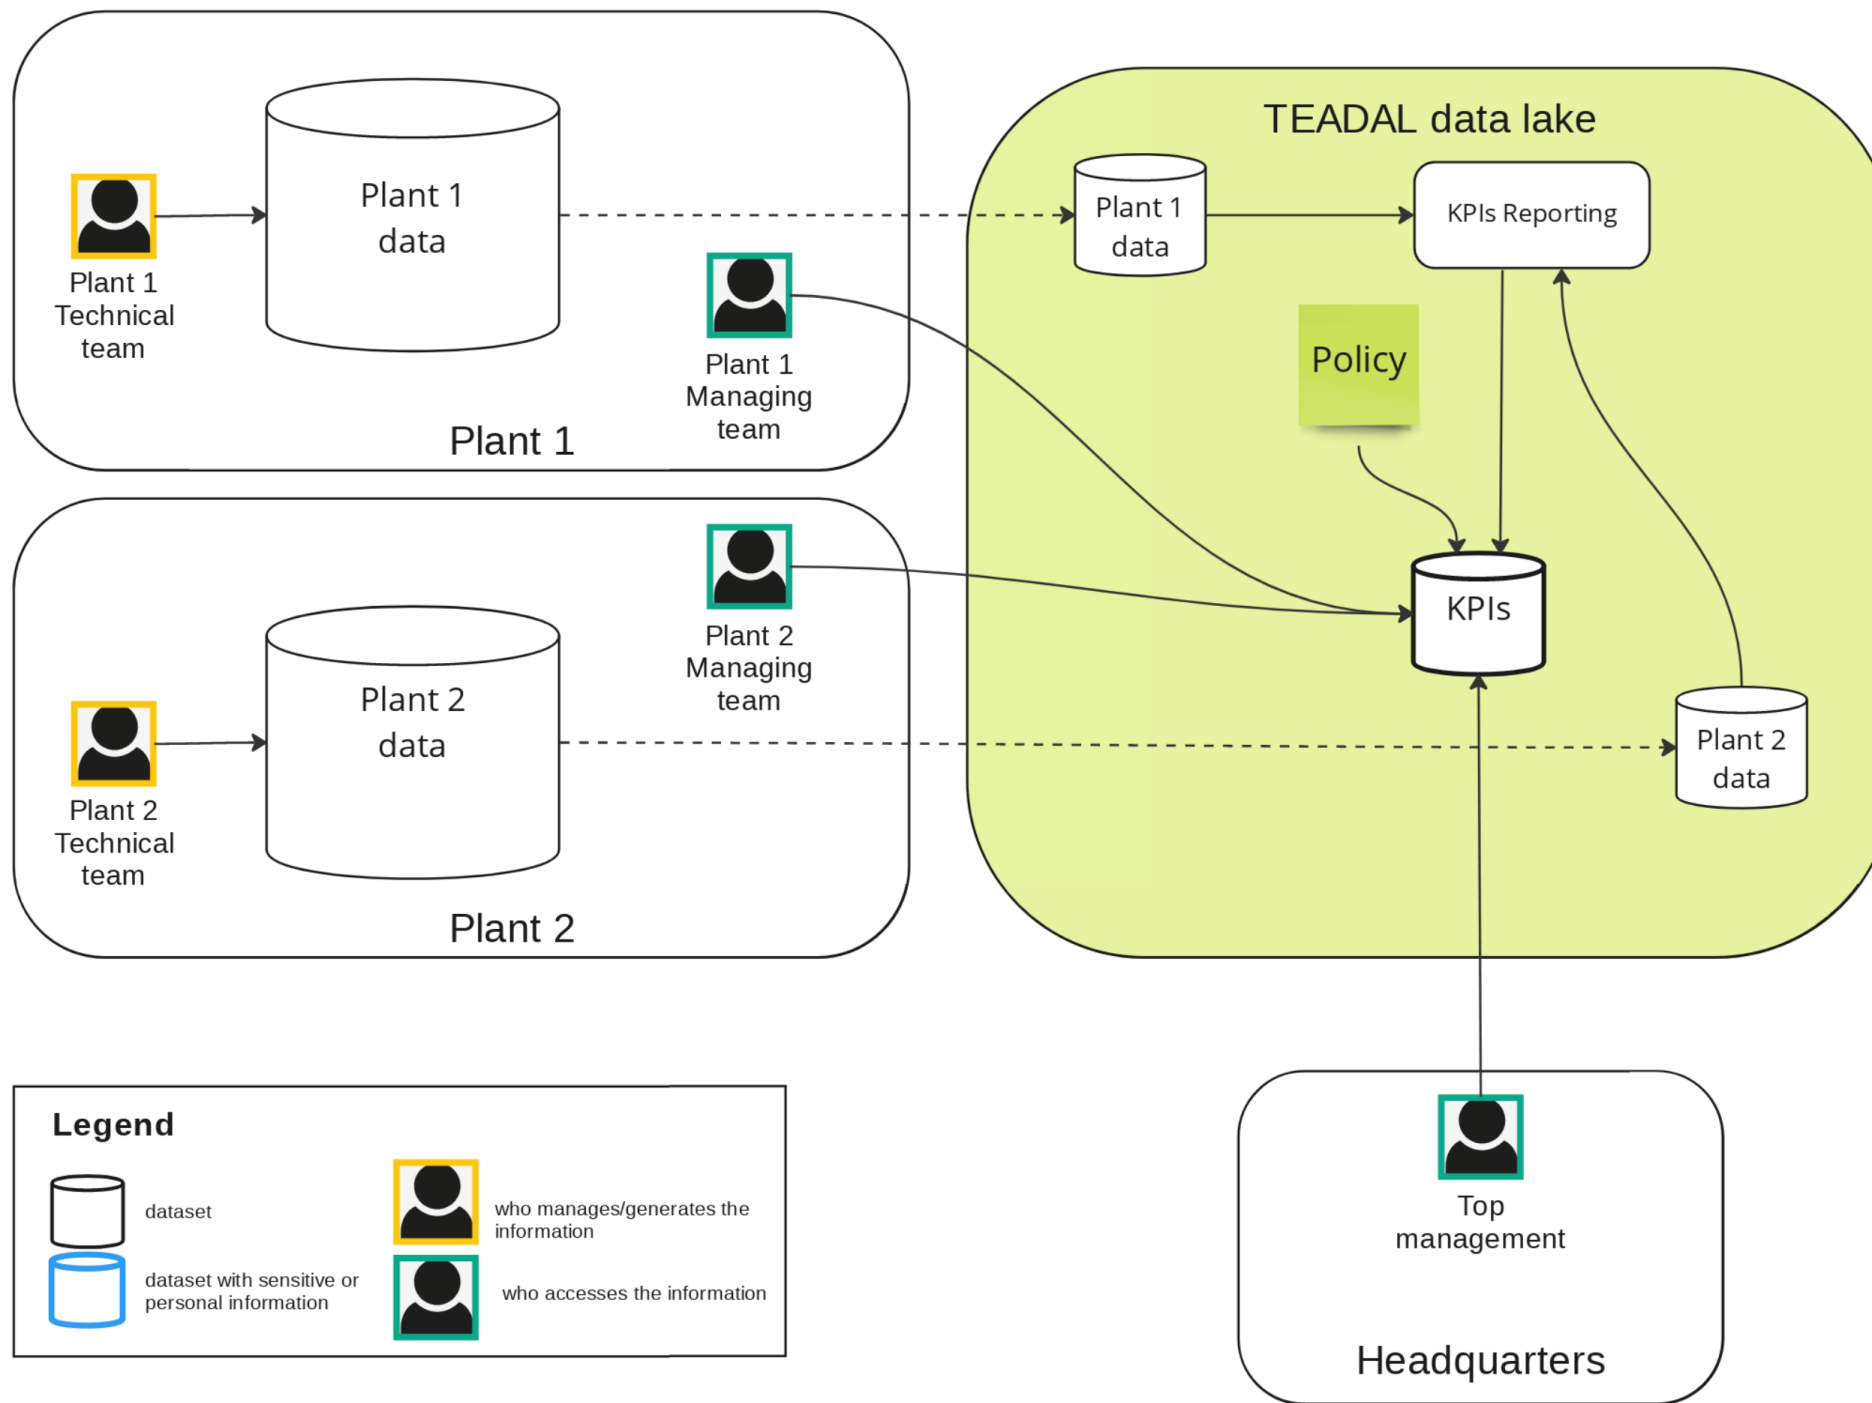 Plant 1
data
Plant 1
Technical
team
Plant 1
Managing
team
Plant 1
Plant 2
Managing
team
Plant 2
data
Plant 2
Technical
team
Plant 2
TEADAL data lake
Plant 1
data
KPIs Reporting
Policy
KPIs
Plant 2
data
Legend
dataset
dataset with sensitive or
personal information
who manages/generates the
information
who accesses the information
Top
management
Headquarters